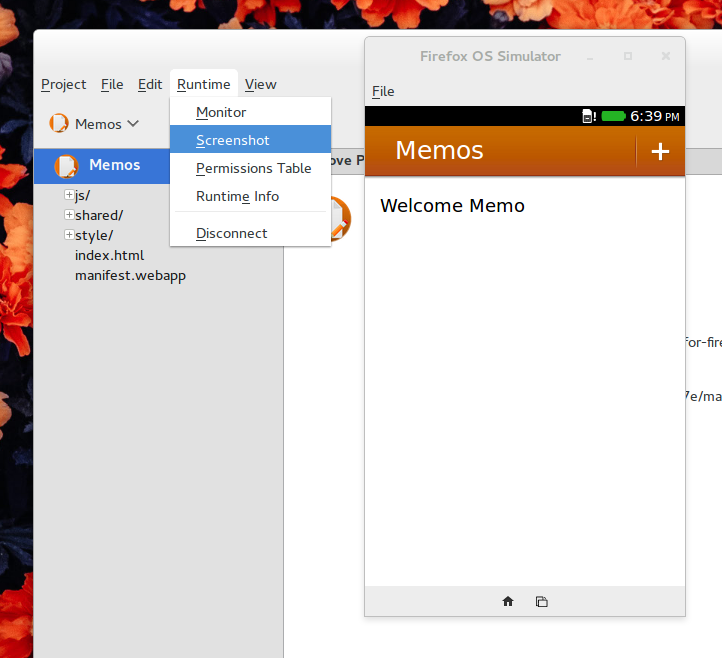 Project File Edit Runtime View
Memos
Memos
js/
shared/
style/
index.html
manifest.webapp
Monitor
Screenshot
Permissions Table
Runtime Info
Disconnect
ove P
for-fire
7e/ma
Firefox OS Simulator
File
6:39 PM
Memos
Welcome Memo